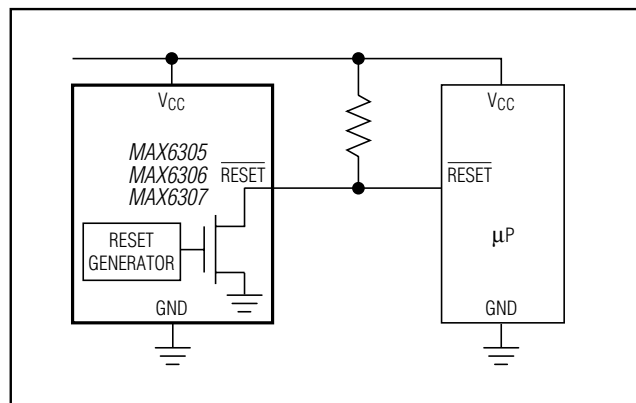 VCC
VCC
MAX6305
MAX6306
MAX6307
RESET
RESET
RESET
GENERATOR
μP
GND
GND